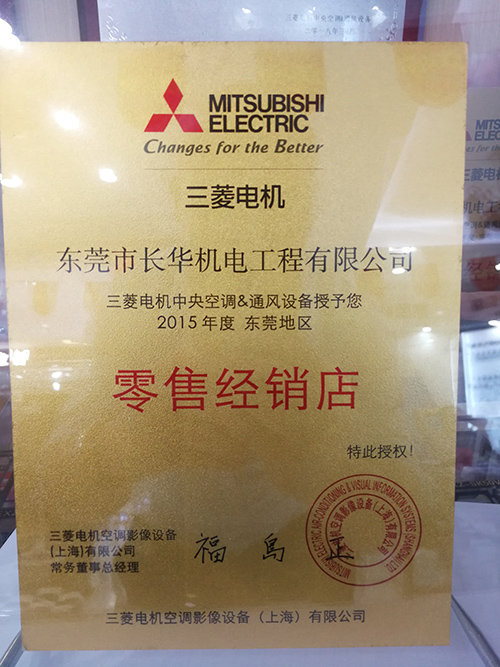 MITSUBISHI
ELECTRIC
Changes for the Better
三菱电机
东莞市长华机电工程有限公司
三菱电机中央空调&通风设备授予您
2015年度 东莞地区
零售经销店
特此授权!
三菱电机空调影像设备
(上海)有限公司
常务董事总经理
福島
MITSUBISHI ELECTRIC AIR-CONDITIONING & VISUAL INFORMATION SYSTEMS (SHANGHAI) LTD
三菱电机空调影像设备(上海)有限公司
三菱电机空调影像设备(上海)有限公司